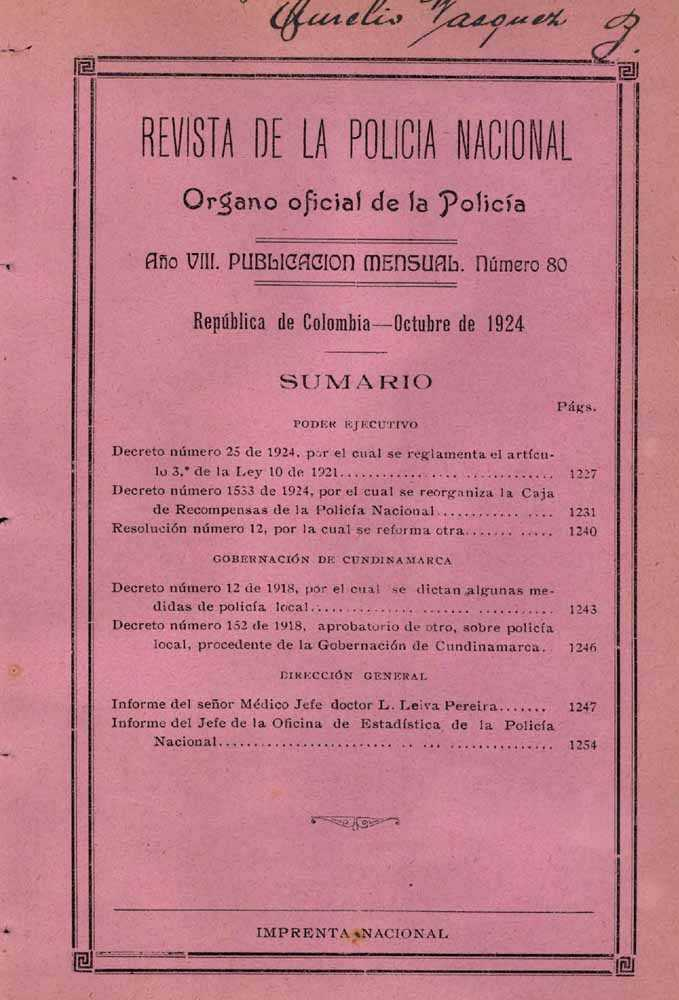 Aurelio Vasquez J.
REVISTA DE LA POLICIA NACIONAL
Organo oficial de la Policía
Año VIII. PUBLICACION MENSUAL. Número 80
República de Colombia—Octubre de 1924
SUMARIO
Págs.
PODER EJECUTIVO
Decreto número 25 de 1924, por el cual se reglamenta el artícu-
lo 3.° de la Ley 10 de 1921.................................... 1227
Decreto número 1533 de 1924, por el cual se reorganiza la Caja
de Recompensas de la Policía Nacional................ 1231
Resolución número 12, por la cual se reforma otra............ 1240
GOBERNACIÓN DE CUNDINAMARCA
Decreto número 12 de 1918, por el cual se dictan algunas me-
didas de policía local.................................... 1243
Decreto número 152 de 1918, aprobatorio de otro, sobre policía
local, procedente de la Gobernación de Cundinamarca. 1246
DIRECCIÓN GENERAL
Informe del señor Médico Jefe doctor L. Leiva Pereira....... 1247
Informe del Jefe de la Oficina de Estadística de la Policía
Nacional................................................ 1254
IMPRENTA NACIONAL